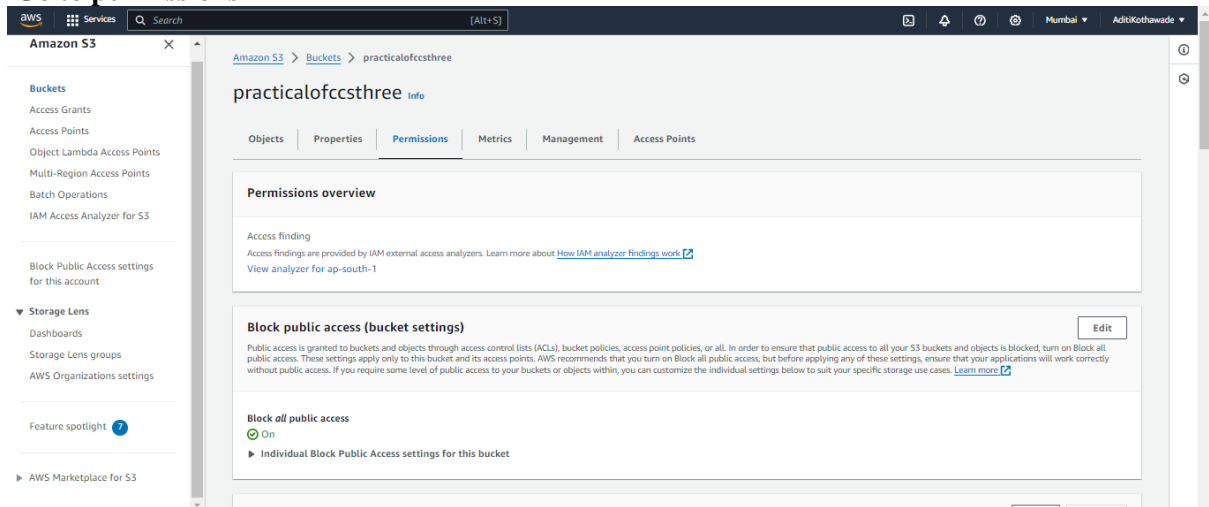 Go to permissions
aws
Services
Search
[Alt+S]
Mumbai ▼
AditiKothawade ▼
Amazon S3
Buckets
Access Grants
Access Points
Object Lambda Access Points
Multi-Region Access Points
Batch Operations
IAM Access Analyzer for S3
Block Public Access settings
for this account
Storage Lens
Dashboards
Storage Lens groups
AWS Organizations settings
Feature spotlight 7
AWS Marketplace for S3
Amazon S3 > Buckets > practicalofccsthree
practicalofccsthree Info
Objects
Properties
Permissions
Metrics
Management
Access Points
Permissions overview
Access finding
Access findings are provided by IAM external access analyzers. Learn more about How IAM analyzer findings work
View analyzer for ap-south-1
Block public access (bucket settings)
Edit
Public access is granted to buckets and objects through access control lists (ACLs), bucket policies, access point policies, or all. In order to ensure that public access to all your S3 buckets and objects is blocked, turn on Block all
public access. These settings apply only to this bucket and its access points. AWS recommends that you turn on Block all public access, but before applying any of these settings, ensure that your applications will work correctly
without public access. If you require some level of public access to your buckets or objects within, you can customize the individual settings below to suit your specific storage use cases. Learn more
Block all public access
On
Individual Block Public Access settings for this bucket